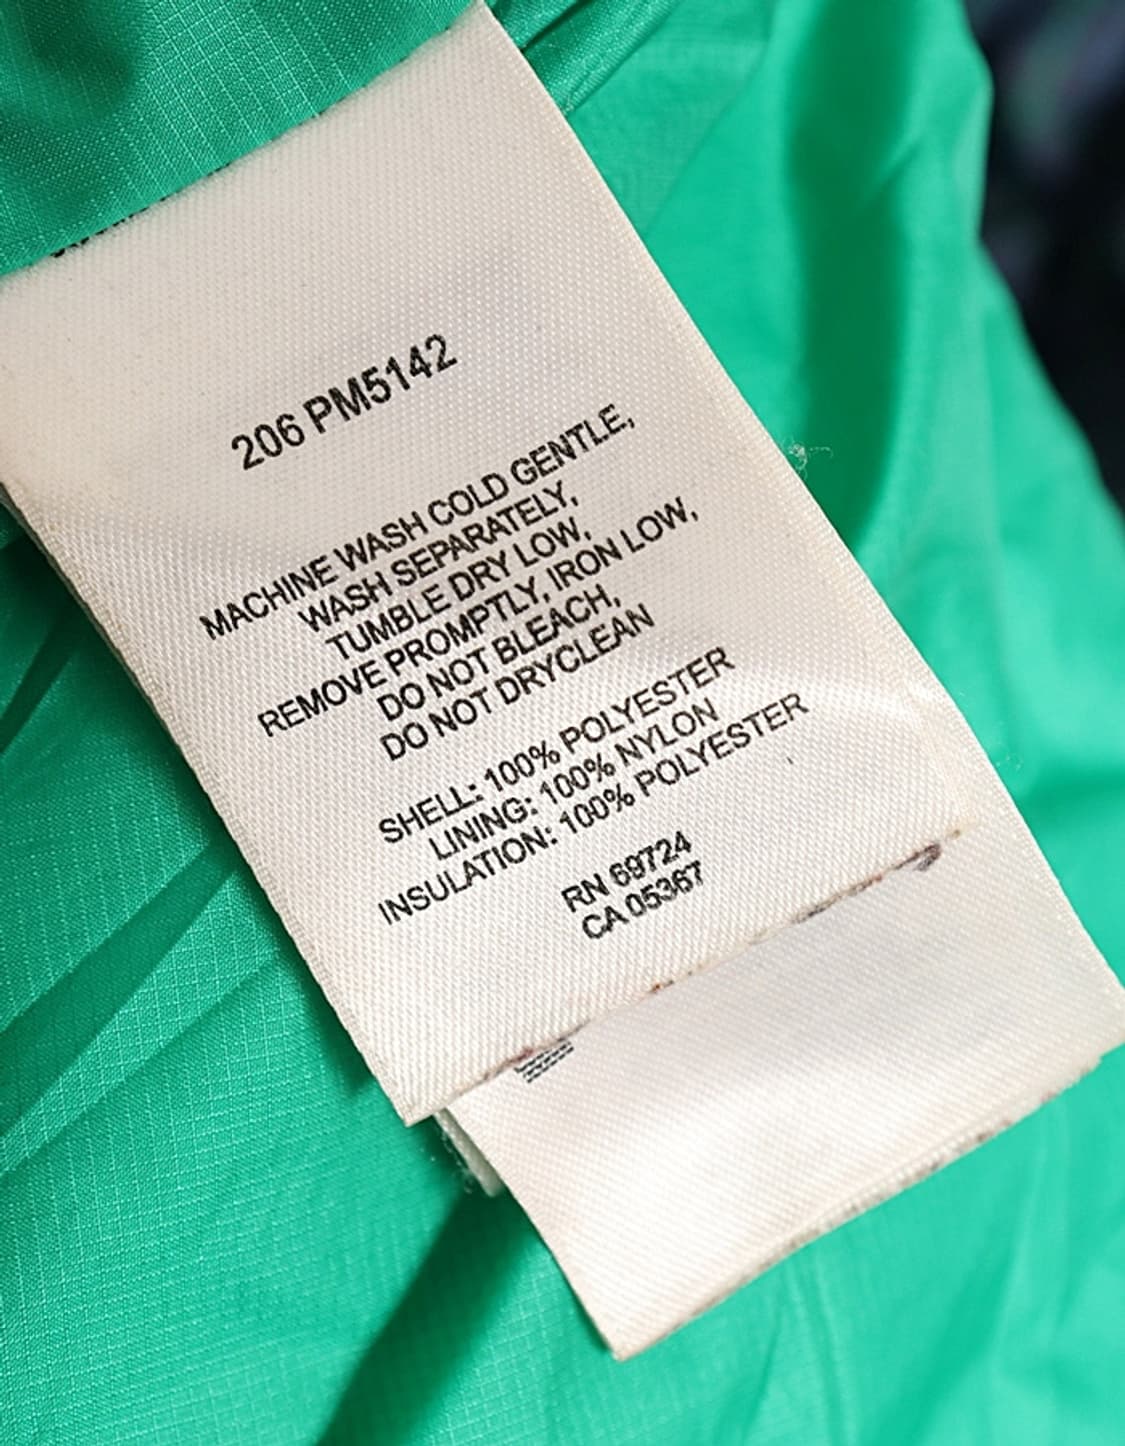 206 PM5142
MACHINE WASH COLD GENTLE,
WASH SEPARATELY,
TUMBLE DRY LOW,
REMOVE PROMPTLY, IRON LOW,
DO NOT BLEACH,
DO NOT DRYCLEAN
SHELL: 100% POLYESTER
LINING: 100% NYLON
INSULATION: 100% POLYESTER
RN 69724
CA 05367